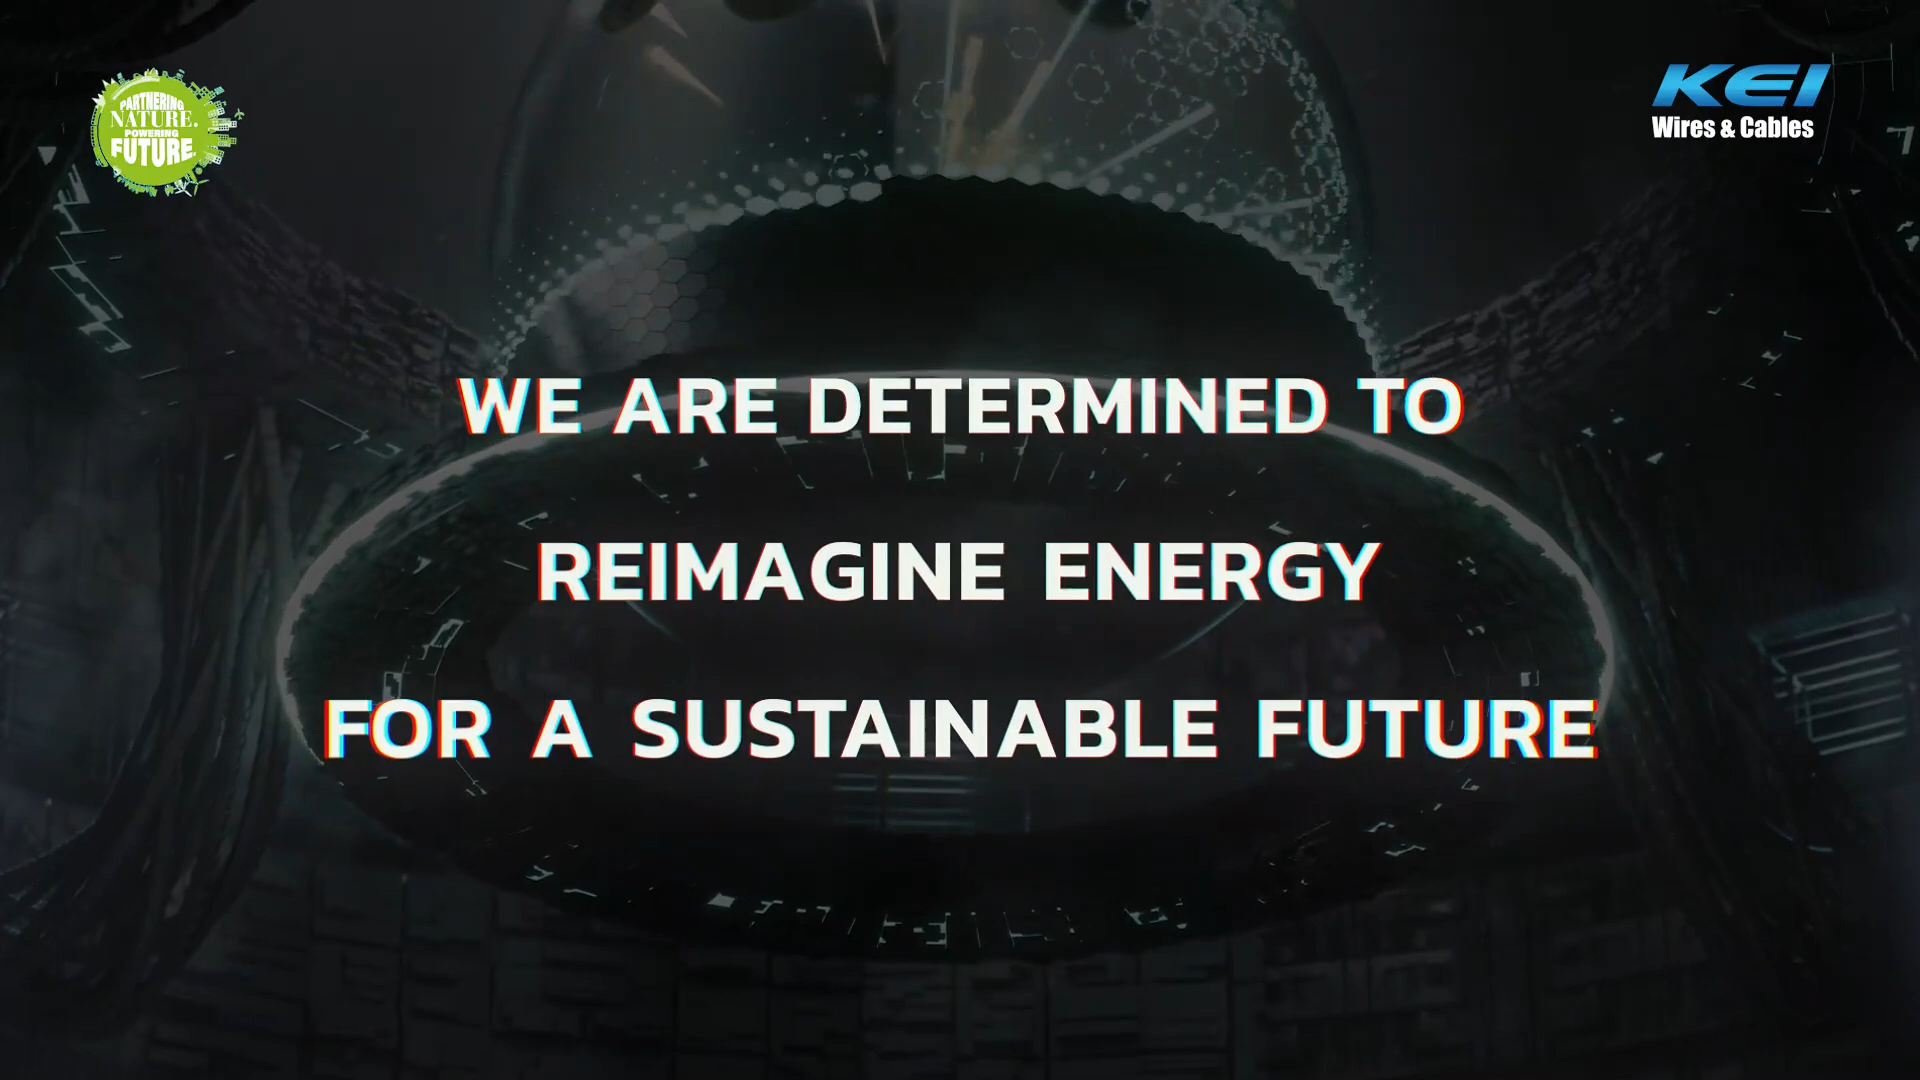 PARTNERING
NATURE.
POWERING
FUTURE.
KEI
Wires & Cables
WE ARE DETERMINED TO
REIMAGINE ENERGY
FOR A SUSTAINABLE FUTURE